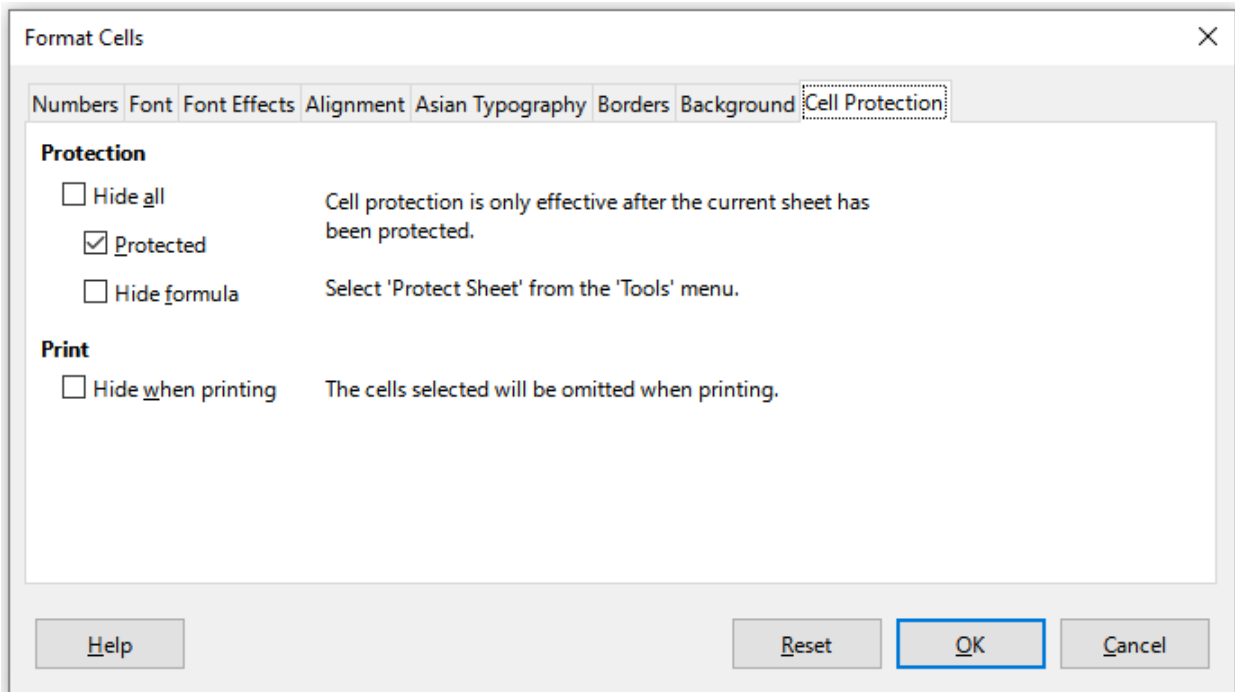 Format Cells
Numbers Font Font Effects Alignment Asian Typography Borders Background Cell Protection
Protection
Hide all
Cell protection is only effective after the current sheet has
been protected.
Protected
Hide formula
Select 'Protect Sheet' from the 'Tools' menu.
Print
Hide when printing
The cells selected will be omitted when printing.
Help
Reset
OK
Cancel